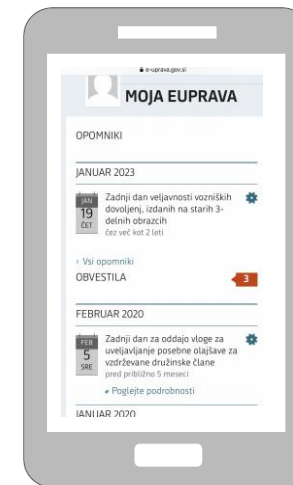 e-uprava.gov.si
MOJA EUPRAVA
OPOMNIKI
JANUAR 2023
JAN
19
ČET
Zadnji dan veljavnosti vozniških
dovoljenj, izdanih na starih 3-
delnih obrazcih
čez več kot 2 leti
› Vsi opomniki
OBVESTILA
3
FEBRUAR 2020
FEB
5
SRE
Zadnji dan za oddajo vloge za
uveljavljanje posebne olajšave za
vzdrževane družinske člane
pred približno 5 meseci
Poglejte podrobnosti
JANUAR 2020